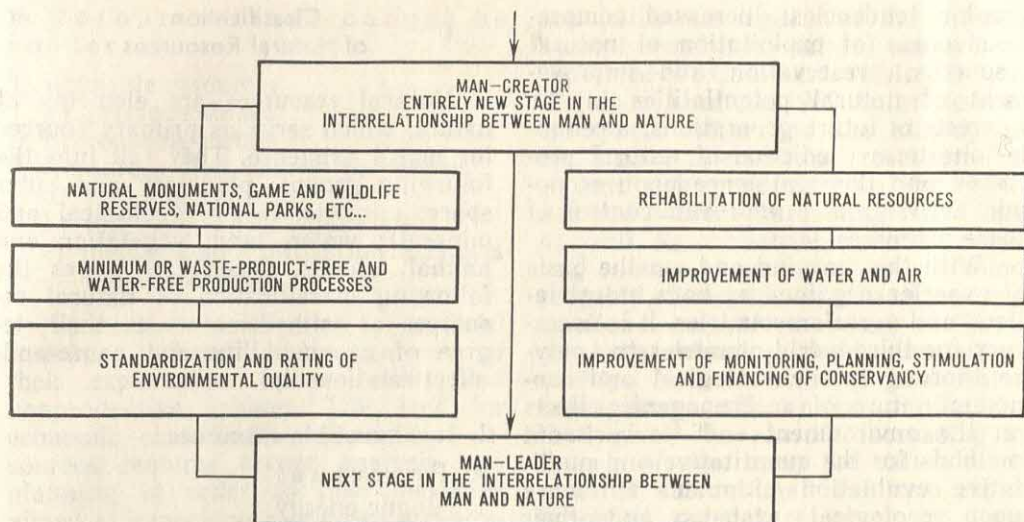 MAN-CREATOR
ENTIRELY NEW STAGE IN THE
INTERRELATIONSHIP BETWEEN MAN AND NATURE
NATURAL MONUMENTS, GAME AND WILDLIFE
RESERVES, NATIONAL PARKS, ETC...
REHABILITATION OF NATURAL RESOURCES
MINIMUM OR WASTE-PRODUCT-FREE AND
WATER-FREE PRODUCTION PROCESSES
IMPROVEMENT OF WATER AND AIR
STANDARDIZATION AND RATING OF
ENVIRONMENTAL QUALITY
IMPROVEMENT OF MONITORING, PLANNING, STIMULATION
AND FINANCING OF CONSERVANCY
MAN-LEADER
NEXT STAGE IN THE INTERRELATIONSHIP BETWEEN
MAN AND NATURE